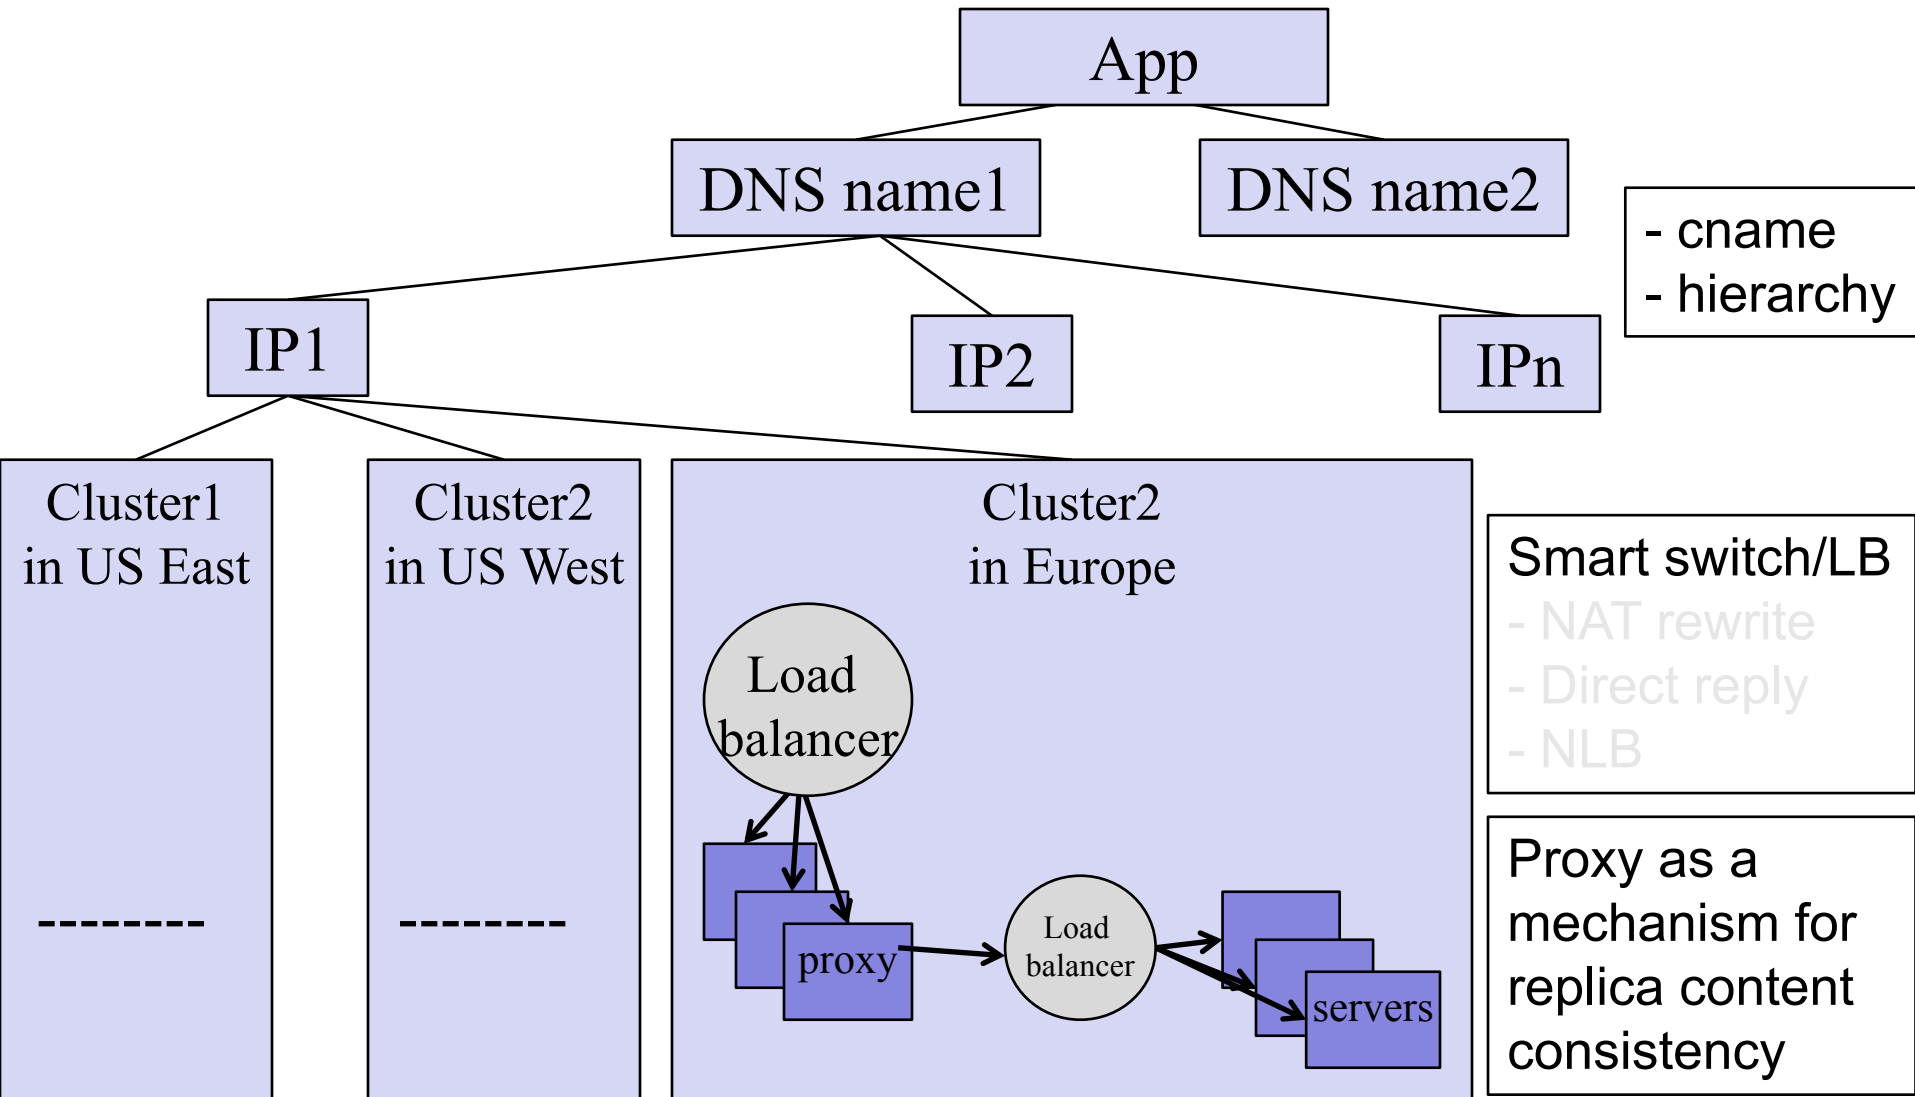 App
DNS name1
DNS name2
- cname
- hierarchy
IP1
IP2
IPn
Cluster1
in US East
Cluster2
in US West
Cluster2
in Europe
Load
balancer
proxy
Load
balancer
servers
Smart switch/LB
- NAT rewrite
- Direct reply
- NLB
Proxy as a
mechanism for
replica content
consistency